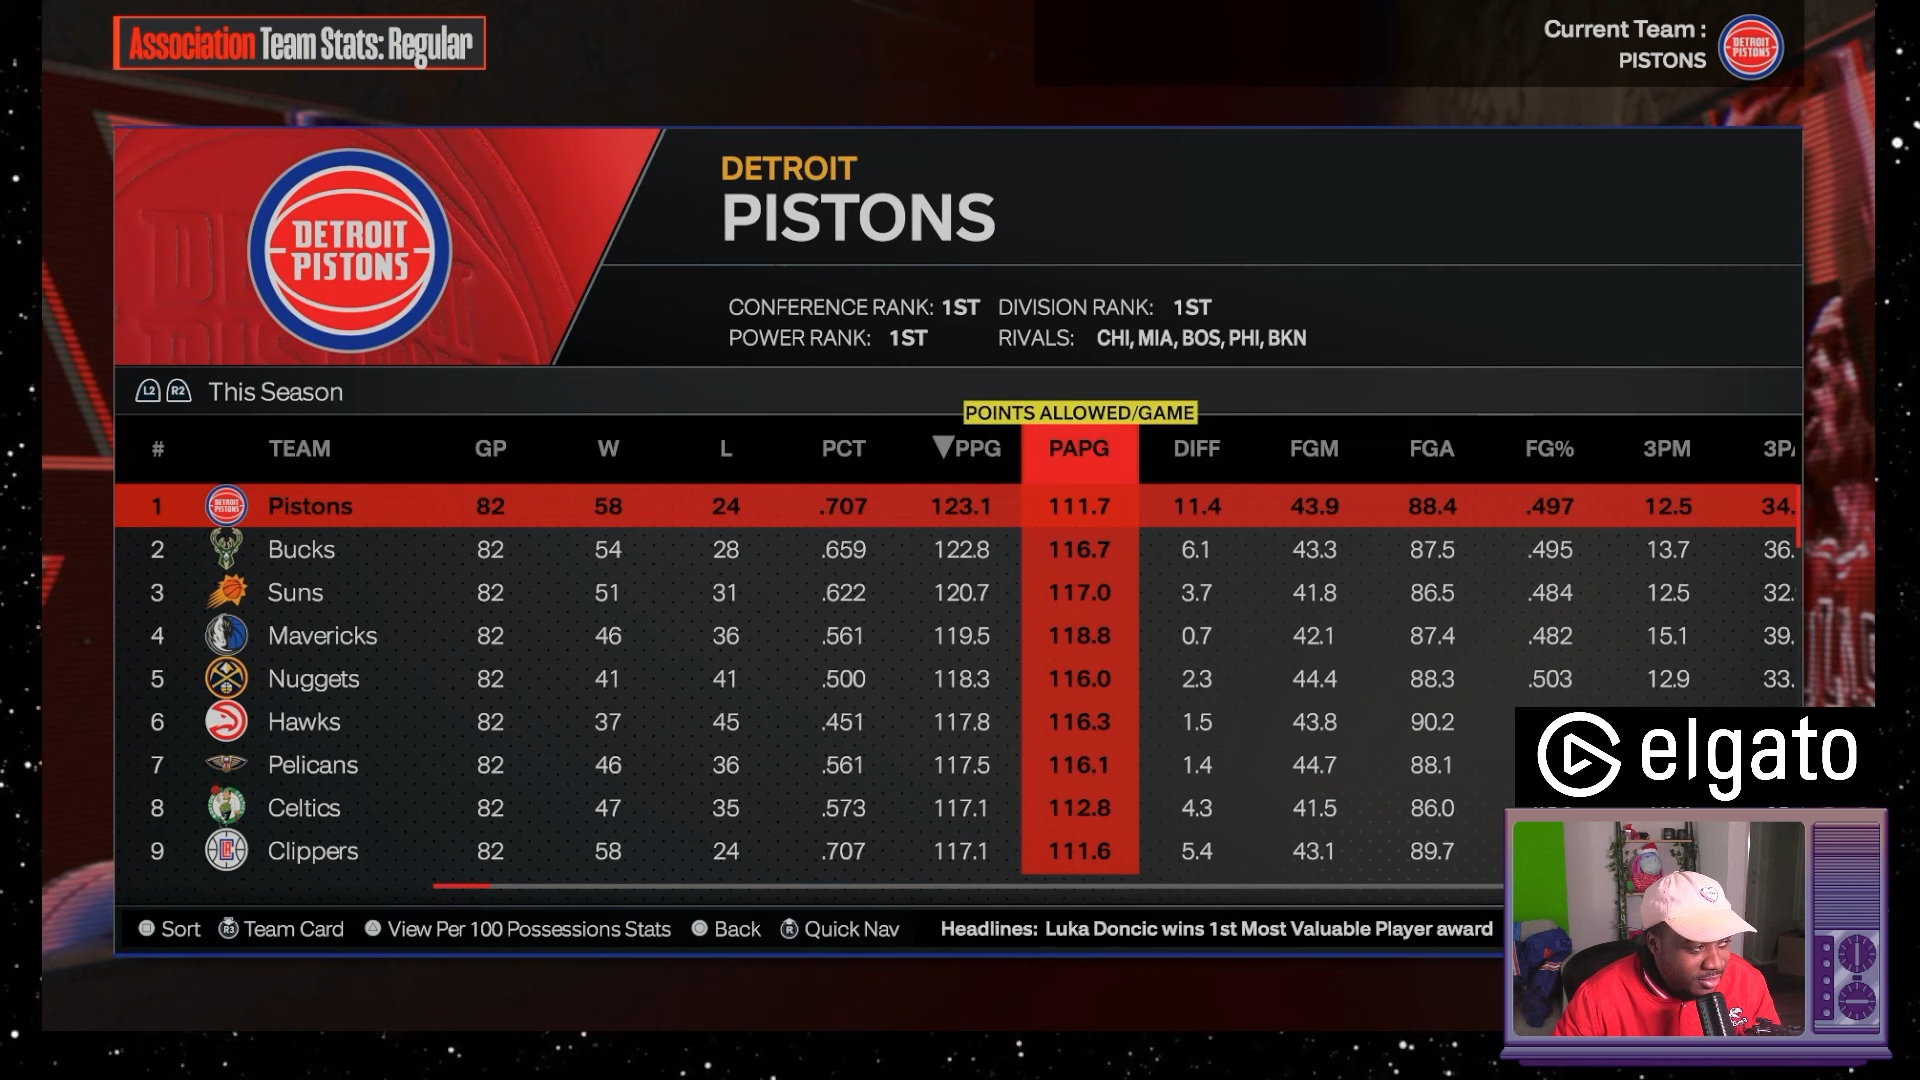 Association Team Stats: Regular
Current Team :
PISTONS
DETROIT PISTONS
DETROIT
PISTONS
DETROIT
PISTONS
CONFERENCE RANK: 1ST DIVISION RANK: 1ST
POWER RANK: 1ST RIVALS: CHI, MIA, BOS, PHI, BKN
L2 R2 This Season
POINTS ALLOWED/GAME
# TEAM GP W L PCT ▼PPG PAPG DIFF FGM FGA FG% 3PM 3PA
1 Pistons 82 58 24 .707 123.1 111.7 11.4 43.9 88.4 .497 12.5 34.
2 Bucks 82 54 28 .659 122.8 116.7 6.1 43.3 87.5 .495 13.7 36.
3 Suns 82 51 31 .622 120.7 117.0 3.7 41.8 86.5 .484 12.5 32.
4 Mavericks 82 46 36 .561 119.5 118.8 0.7 42.1 87.4 .482 15.1 39.
5 Nuggets 82 41 41 .500 118.3 116.0 2.3 44.4 88.3 .503 12.9 33.
6 Hawks 82 37 45 .451 117.8 116.3 1.5 43.8 90.2
7 Pelicans 82 46 36 .561 117.5 116.1 1.4 44.7 88.1
8 Celtics 82 47 35 .573 117.1 112.8 4.3 41.5 86.0
9 Clippers 82 58 24 .707 117.1 111.6 5.4 43.1 89.7
elgato
Sort R3 Team Card View Per 100 Possessions Stats Back R Quick Nav Headlines: Luka Doncic wins 1st Most Valuable Player award